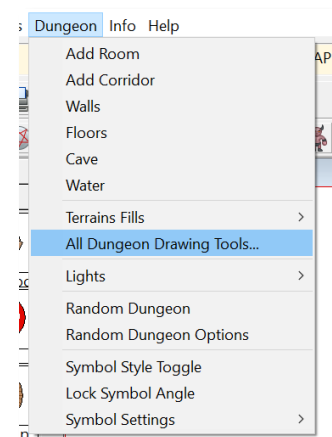 s Dungeon Info Help
AP
Add Room
Add Corridor
Walls
Floors
Cave
Water
Terrains Fills >
All Dungeon Drawing Tools...
Lights >
Random Dungeon
Random Dungeon Options
Symbol Style Toggle
Lock Symbol Angle
Symbol Settings >